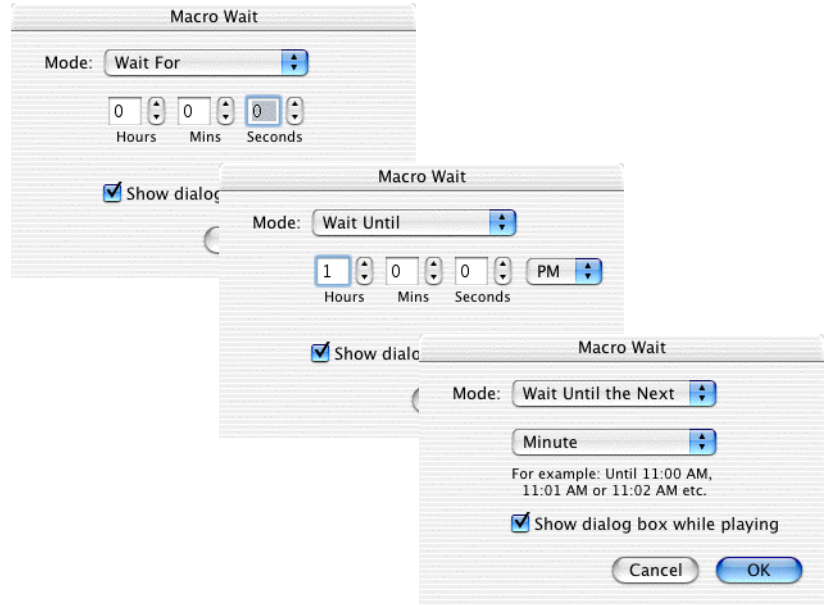 Macro Wait
Mode: Wait For
0 0 0
Hours Mins Seconds
Show dialog
Macro Wait
Mode: Wait Until
1 0 0 PM
Hours Mins Seconds
Show dialo
Macro Wait
Mode: Wait Until the Next
Minute
For example: Until 11:00 AM,
11:01 AM or 11:02 AM etc.
Show dialog box while playing
Cancel OK